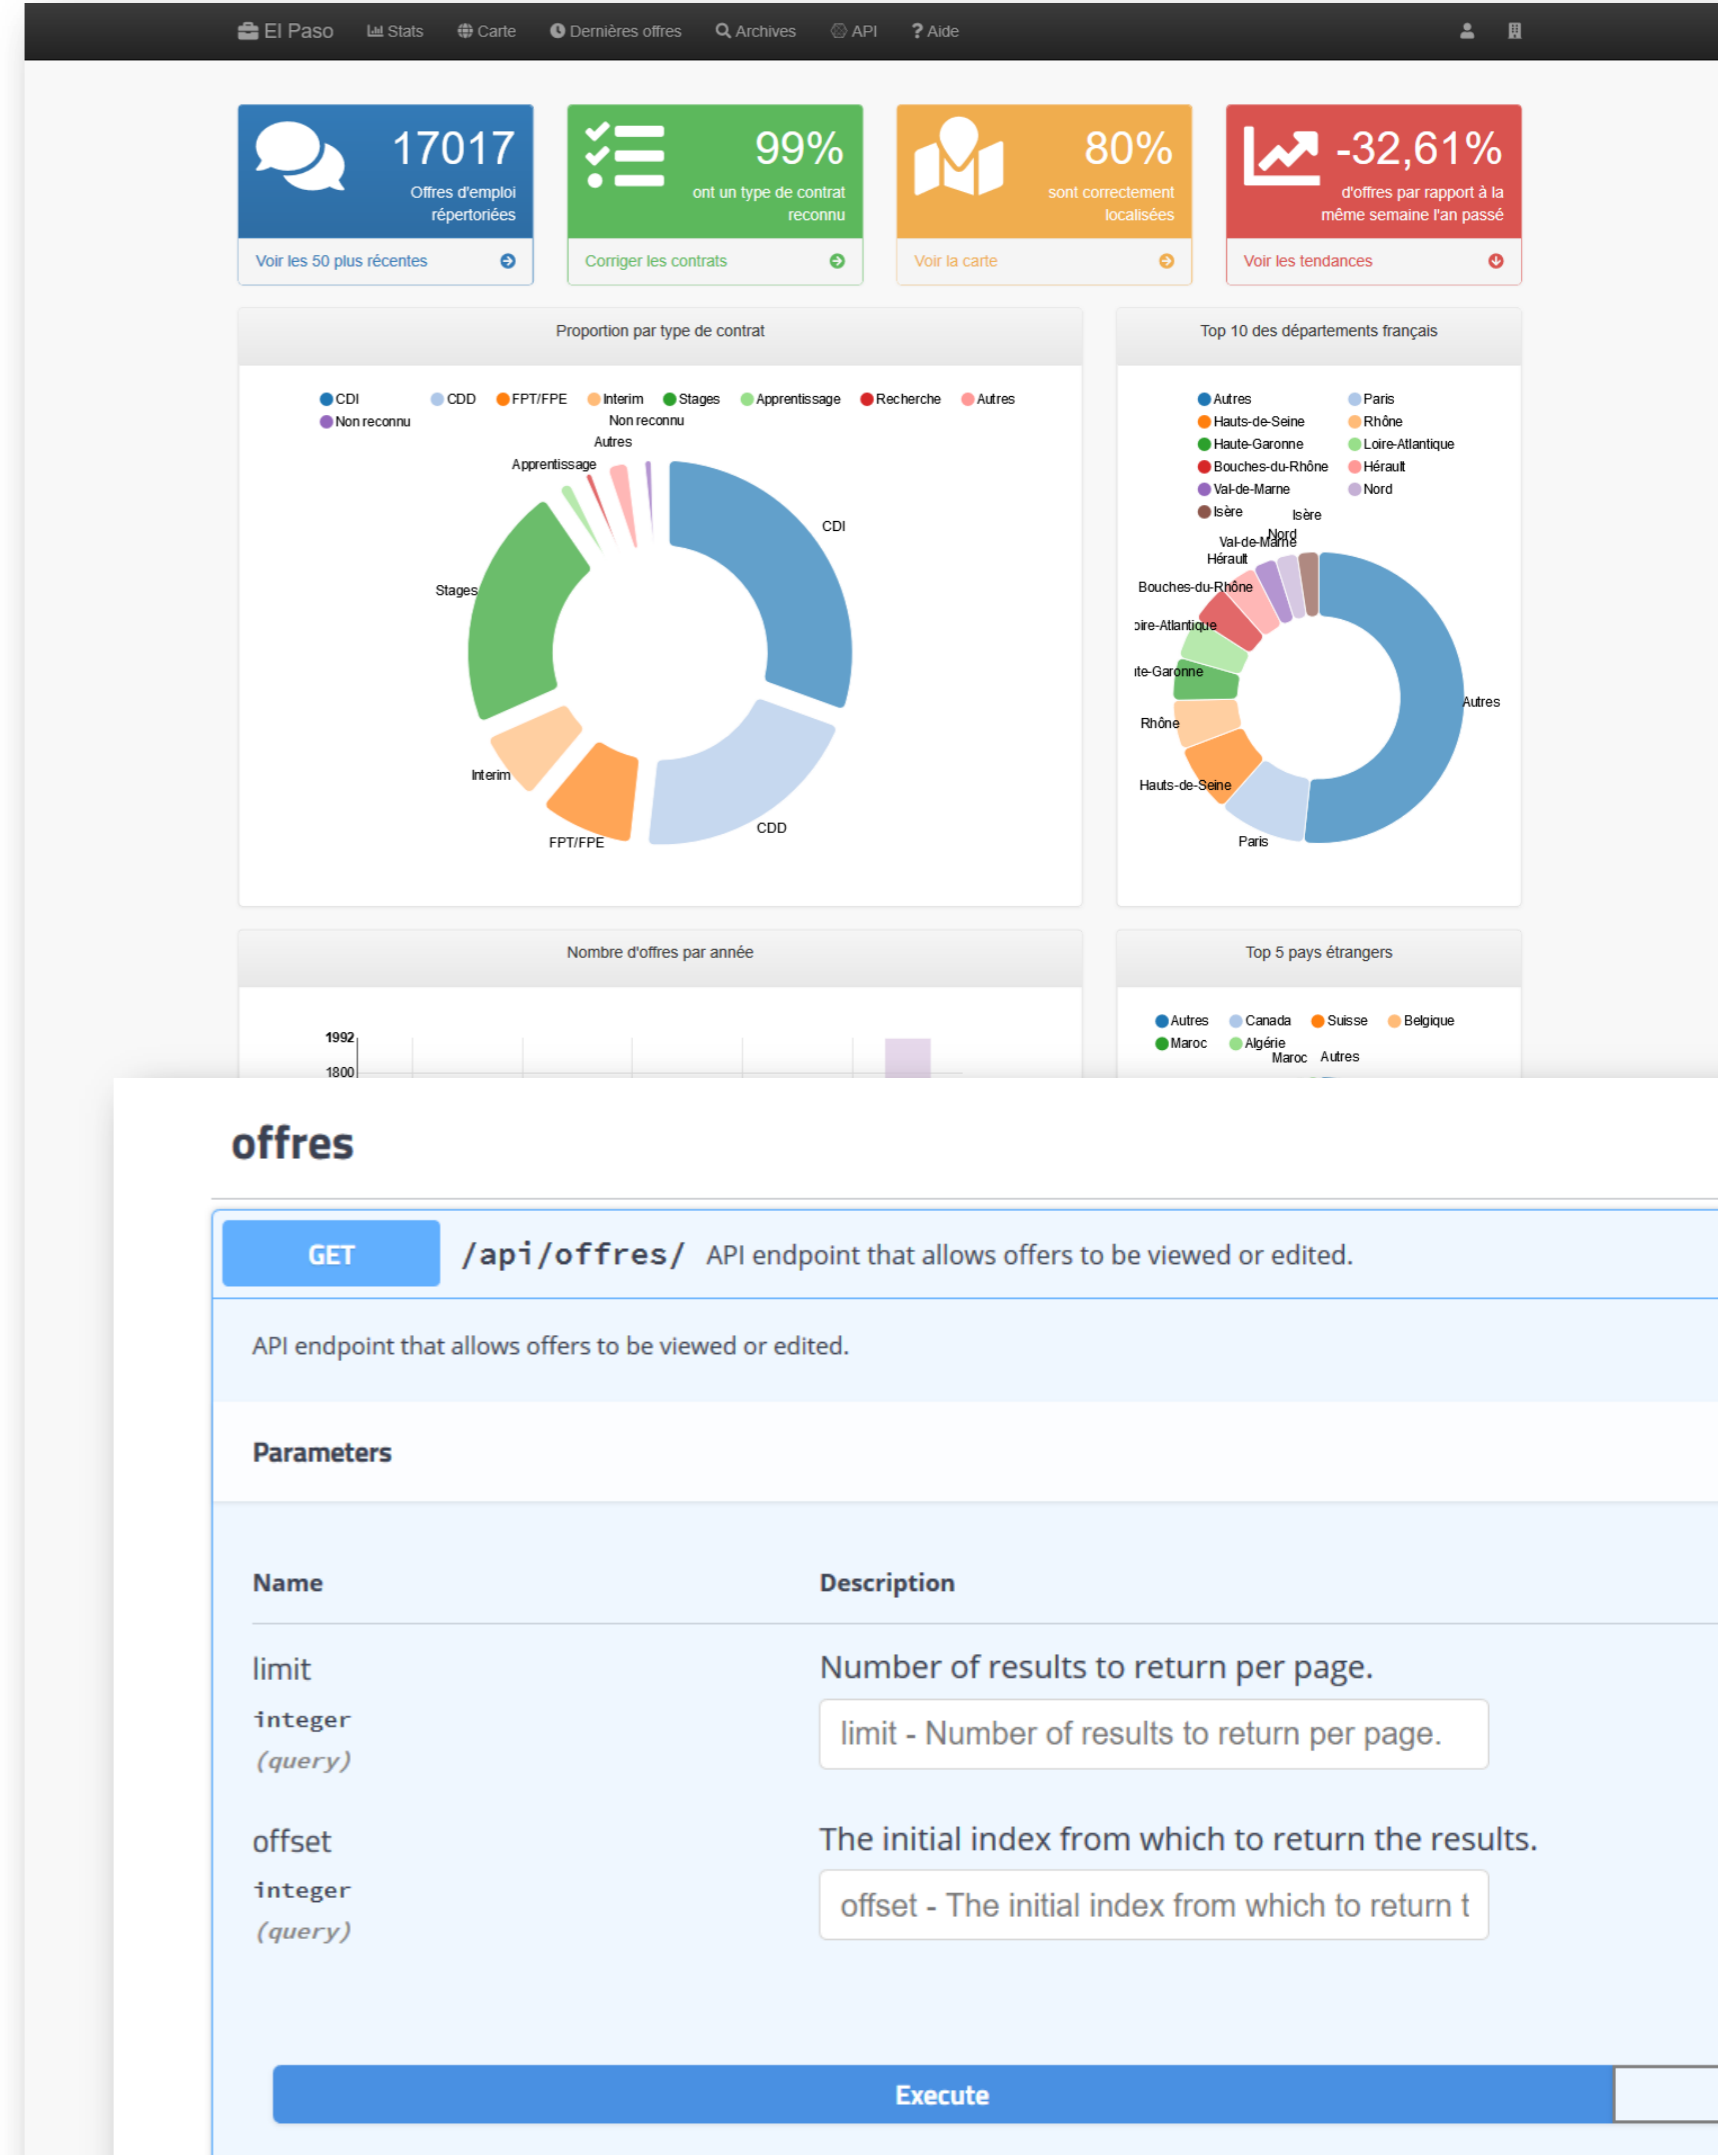 El Paso Stats Carte Dernières offres Archives API ? Aide
17017
Offres d'emploi
répertoriées
Voir les 50 plus récentes
99%
ont un type de contrat
reconnu
Corriger les contrats
80%
sont correctement
localisées
Voir la carte
-32,61%
d'offres par rapport à la
même semaine l'an passé
Voir les tendances
Proportion par type de contrat
CDI CDD FPT/FPE Interim Stages Apprentissage Recherche Autres
Non reconnu
Non reconnu
Autres
Apprentissage
CDI
Stages
Interim
CDD
FPT/FPE
Top 10 des départements français
Autres Paris
Hauts-de-Seine Rhône
Haute-Garonne Loire-Atlantique
Bouches-du-Rhône Hérault
Val-de-Marne Nord
Isère
Isère
Nord
Val-de-Marne
Hérault
Bouches-du-Rhône
oire-Atlantique
ute-Garonne
Autres
Rhône
Hauts-de-Seine
Paris
Nombre d'offres par année
1992
1800
Top 5 pays étrangers
Autres Canada Suisse Belgique
Maroc Algérie
Maroc Autres
offres
GET /api/offres/ API endpoint that allows offers to be viewed or edited.
API endpoint that allows offers to be viewed or edited.
Parameters
Name Description
limit
integer
(query)
Number of results to return per page.
limit - Number of results to return per page.
offset
integer
(query)
The initial index from which to return the results.
offset - The initial index from which to return t
Execute